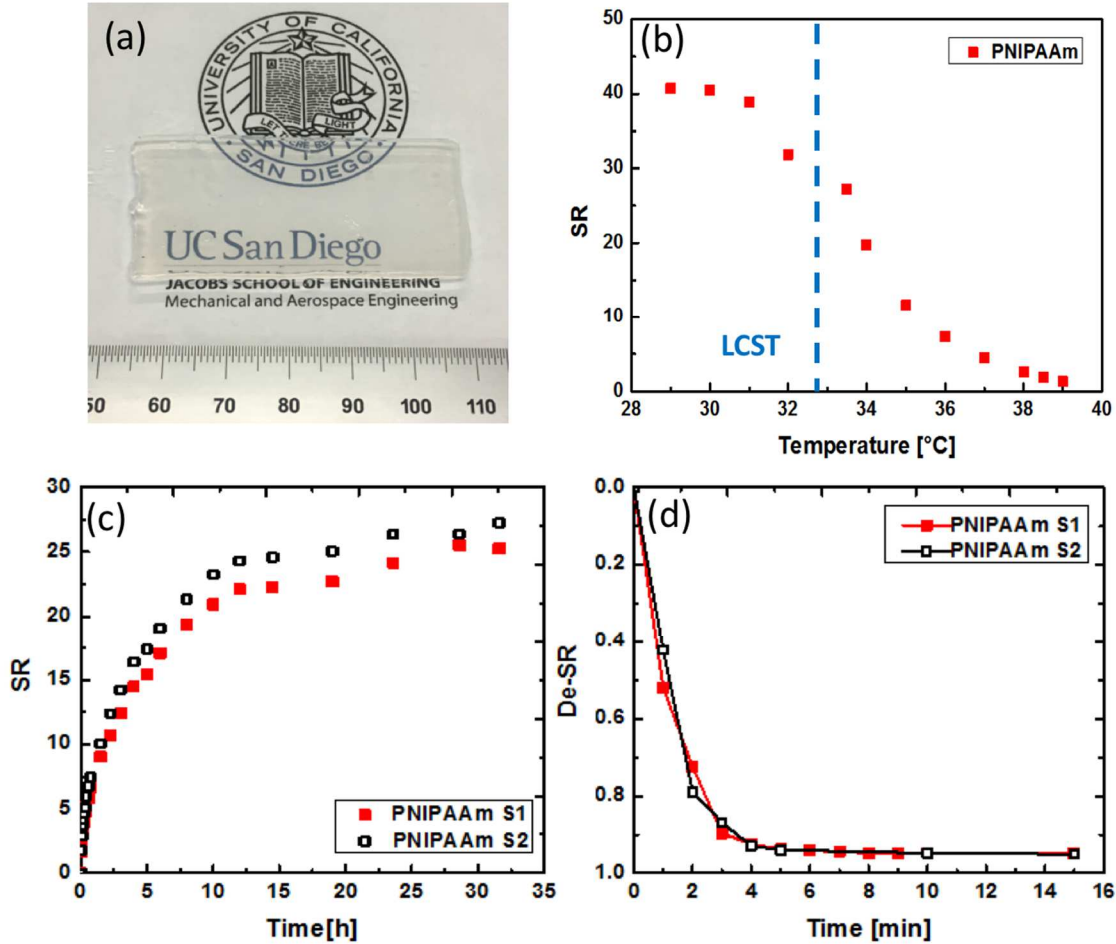 (a)
UNIVERSITY OF CALIFORNIA
LET THERE BE
LIGHT
SAN DIEGO
UC San Diego
JACOBS SCHOOL OF ENGINEERING
Mechanical and Aerospace Engineering
50 60 70 80 90 100 110
(b)
PNIPAAm
LCST
SR
50
40
30
20
10
0
28 30 32 34 36 38 40
Temperature [°C]
(c)
SR
30
25
20
15
10
5
0
PNIPAAm S1
PNIPAAm S2
0 5 10 15 20 25 30 35
Time[h]
(d)
De-SR
0.0
0.2
0.4
0.6
0.8
1.0
PNIPAAm S1
PNIPAAm S2
0 2 4 6 8 10 12 14 16
Time [min]